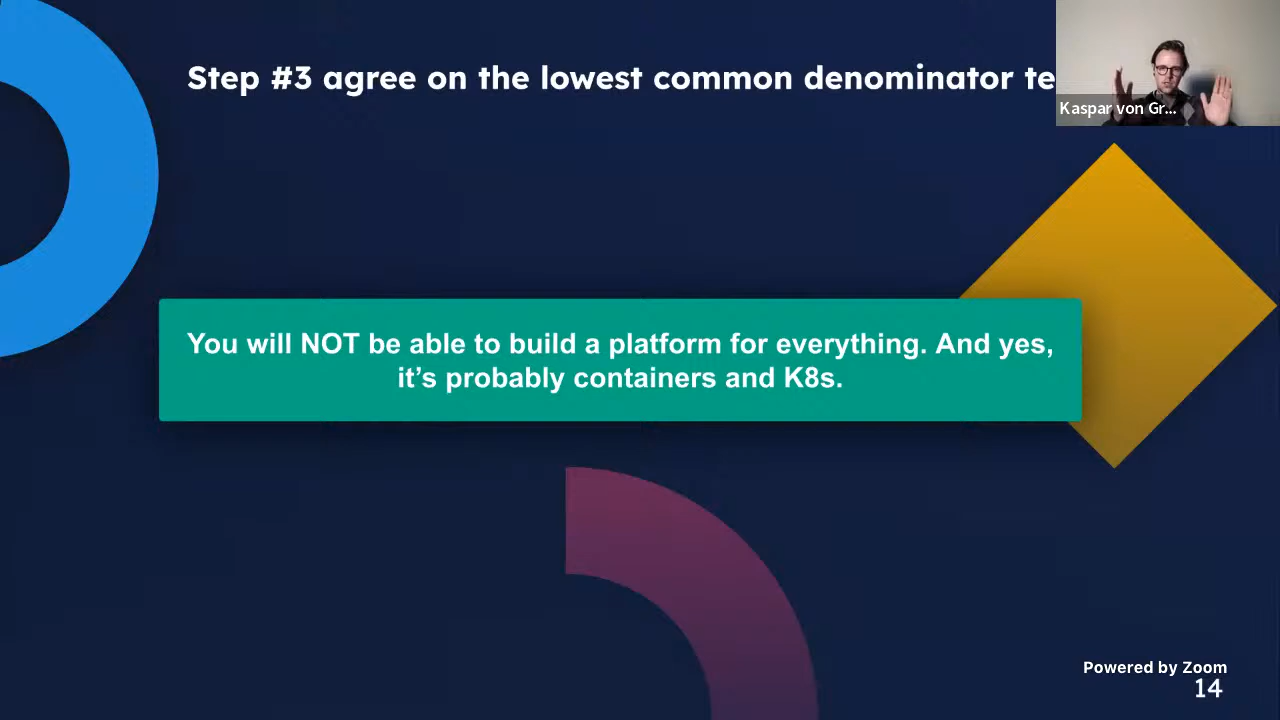 Step #3 agree on the lowest common denominator te
Kaspar von Gr...
You will NOT be able to build a platform for everything. And yes,
it’s probably containers and K8s.
Powered by Zoom
14